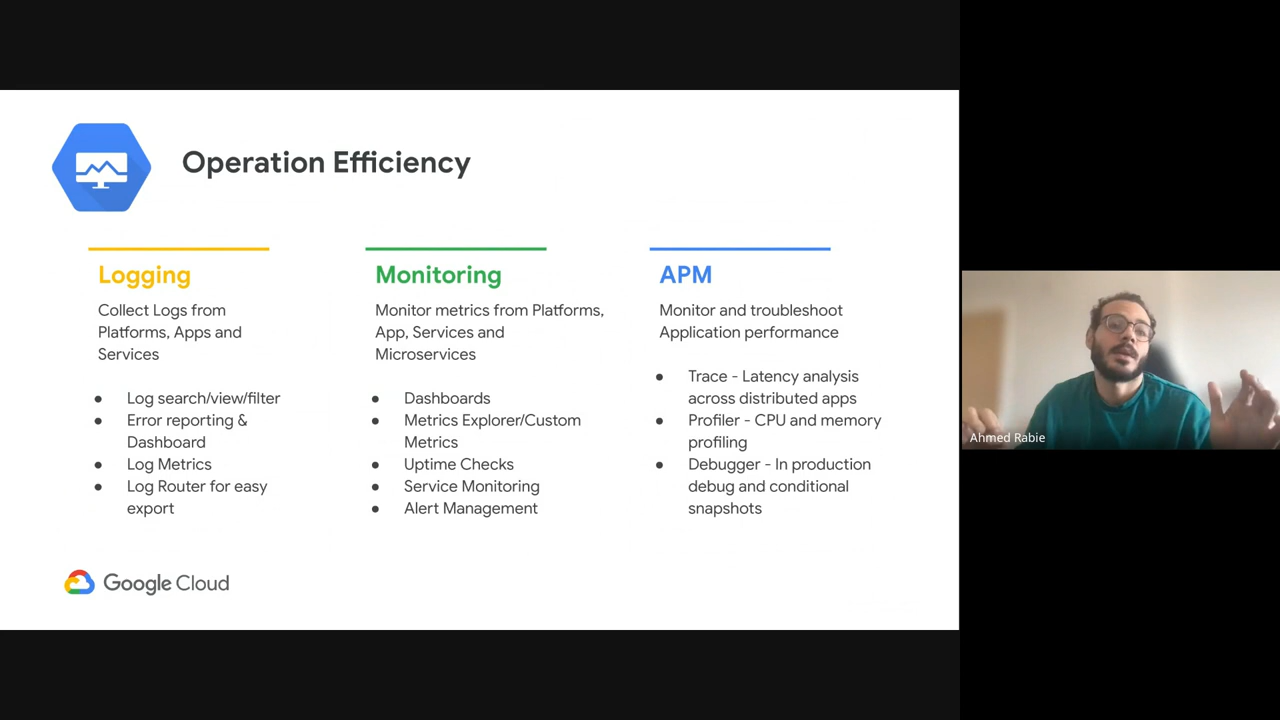 Operation Efficiency
Logging
Collect Logs from
Platforms, Apps and
Services
● Log search/view/filter
● Error reporting &
Dashboard
● Log Metrics
● Log Router for easy
export
Monitoring
Monitor metrics from Platforms,
App, Services and
Microservices
● Dashboards
● Metrics Explorer/Custom
Metrics
● Uptime Checks
● Service Monitoring
● Alert Management
APM
Monitor and troubleshoot
Application performance
● Trace - Latency analysis
across distributed apps
● Profiler - CPU and memory
profiling
● Debugger - In production
debug and conditional
snapshots
Google Cloud
Ahmed Rabie